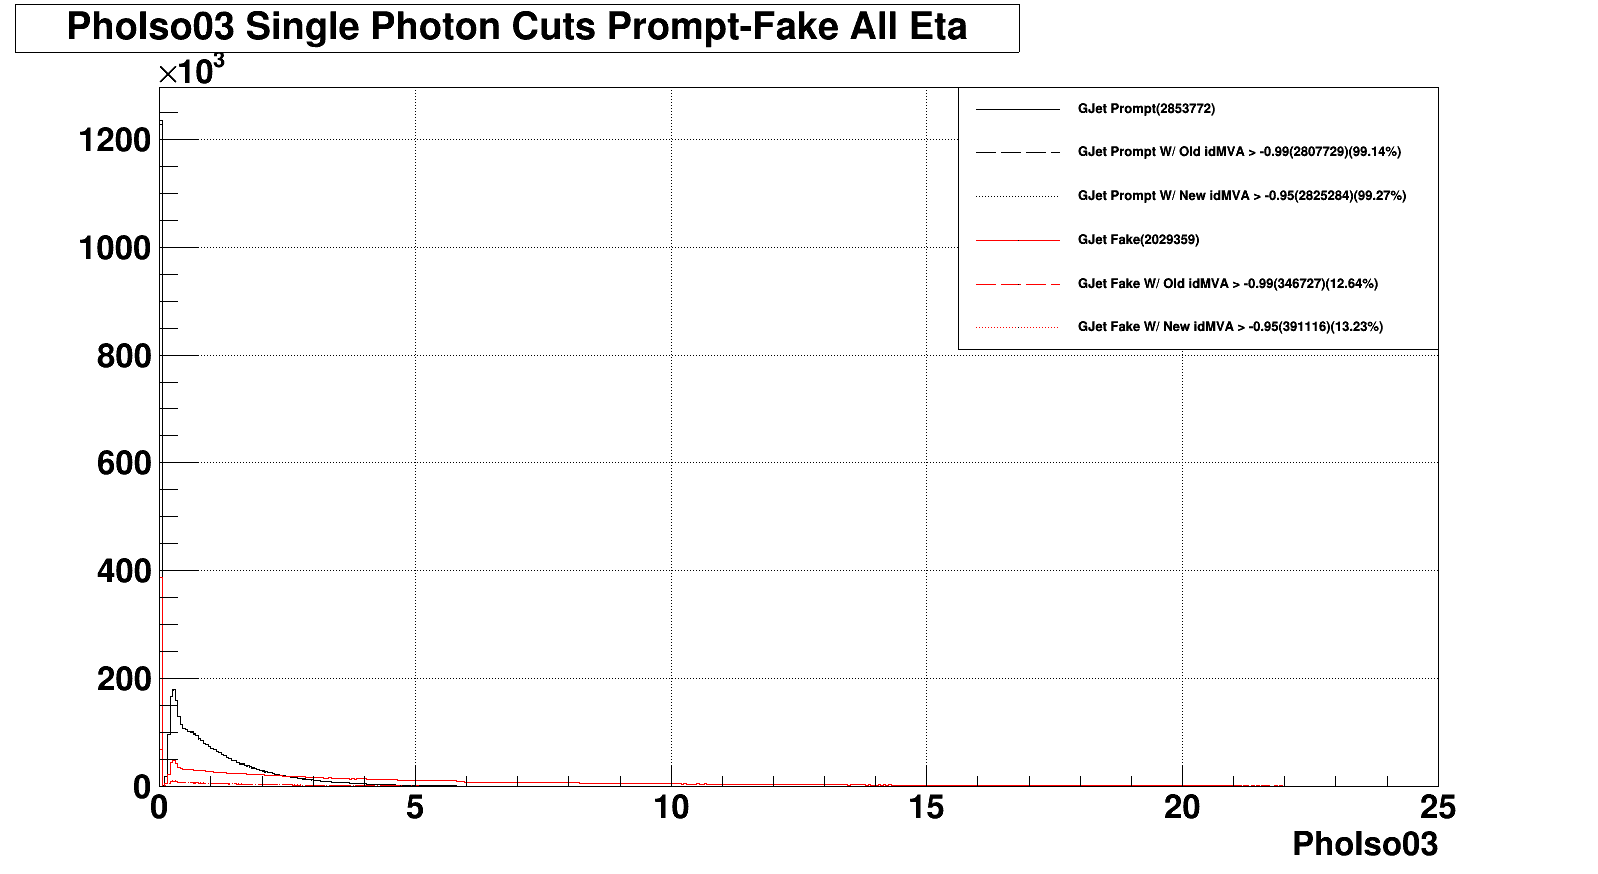 PhoIso03 Single Photon Cuts Prompt-Fake All Eta
×10³
GJet Prompt(2853772)
GJet Prompt W/ Old idMVA > -0.99(2807729)(99.14%)
GJet Prompt W/ New idMVA > -0.95(2825284)(99.27%)
GJet Fake(2029359)
GJet Fake W/ Old idMVA > -0.99(346727)(12.64%)
GJet Fake W/ New idMVA > -0.95(391116)(13.23%)
1200
1000
800
600
400
200
0
0 5 10 15 20 25
PhoIso03